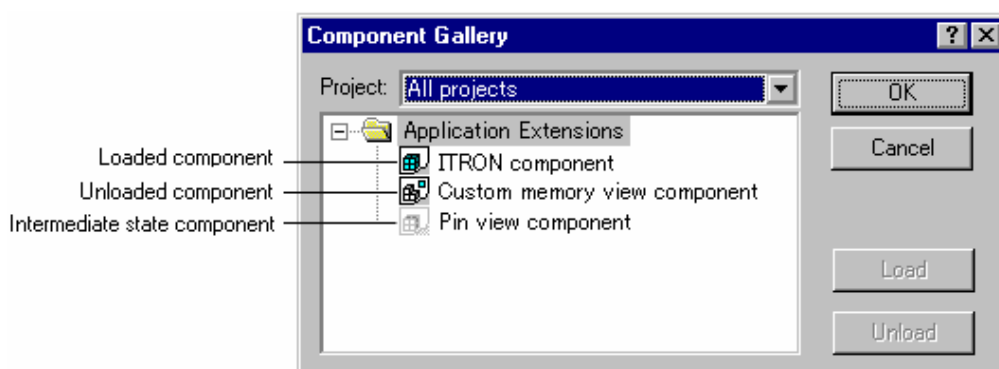 Component Gallery
Project: All projects
OK
Application Extensions
Cancel
Loaded component
ITRON component
Unloaded component
Custom memory view component
Intermediate state component
Pin view component
Load
Unload